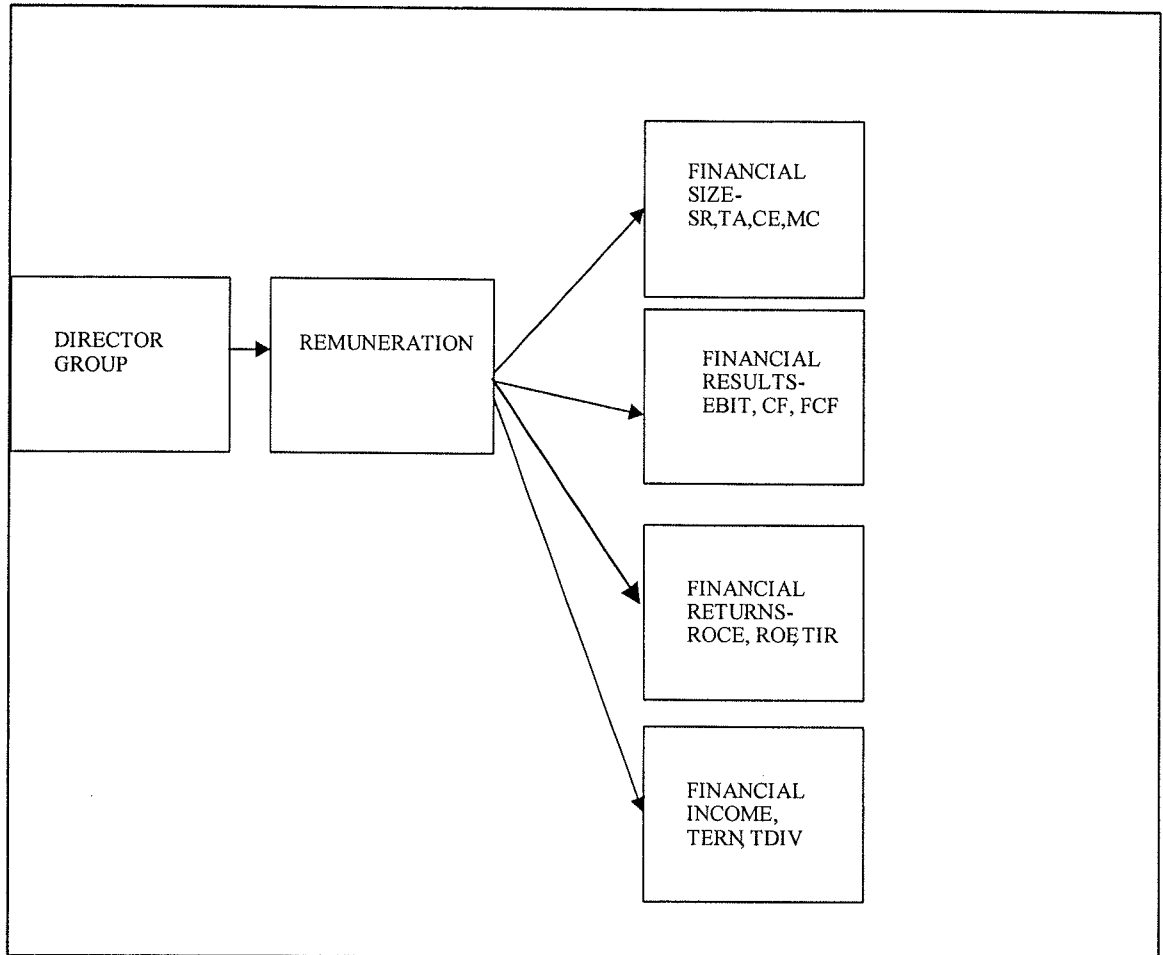 FINANCIAL
SIZE-
SR,TA,CE,MC
DIRECTOR
GROUP
REMUNERATION
FINANCIAL
RESULTS-
EBIT, CF, FCF
FINANCIAL
RETURNS-
ROCE, ROE, TIR
FINANCIAL
INCOME,
TERN, TDIV